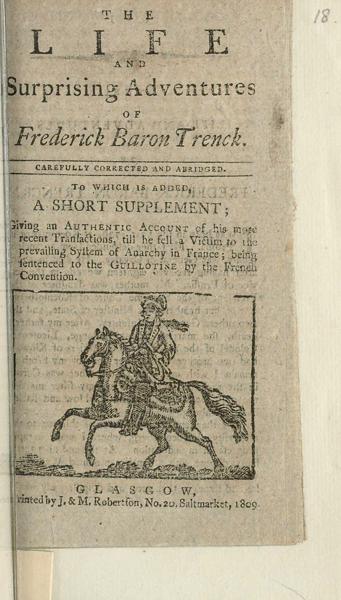 18.
THE
LIFE
AND
Surprising Adventures
OF
Frederick Baron Trenck.
CAREFULLY CORRECTED AND ABRIDGED.
TO WHICH IS ADDED,
A SHORT SUPPLEMENT;
Giving an AUTHENTIC ACCOUNT of his more
recent Tranſactions, till he fell a Victim to the
prevailing Syſtem of Anarchy in France; being
ſentenced to the GUILLOTINE by the French
Convention.
GLASGOW,
Printed by J. & M. Robertſon, No. 20. Saltmarket, 1809.